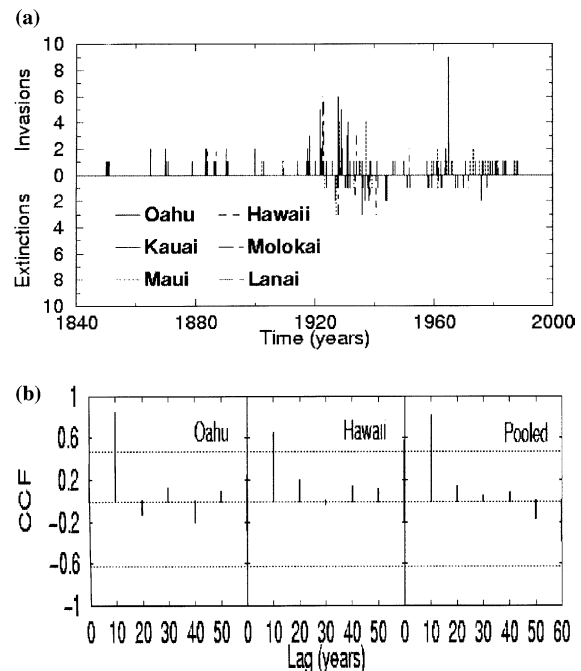 (a)
10
8
6
4
2
0
2
4
6
8
10
Invasions
Extinctions
Oahu
Hawaii
Kauai
Molokai
Maui
Lanai
1840 1880 1920 1960 2000
Time (years)
(b)
1
0.6
0.2
−0.2
−0.6
−1
CCF
Oahu
Hawaii
Pooled
0 10 20 30 40 50 0 10 20 30 40 50 0 10 20 30 40 50 60
Lag (years)